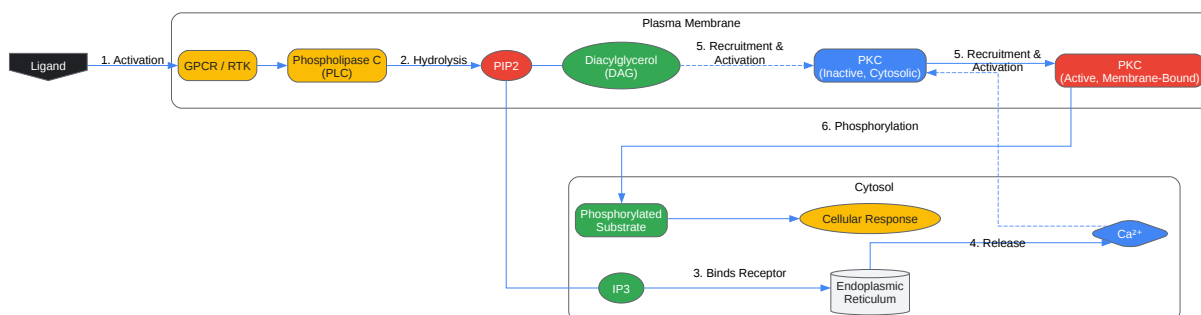 Plasma Membrane
Ligand
1. Activation
GPCR / RTK
Phospholipase C
(PLC)
2. Hydrolysis
PIP2
Diacylglycerol
(DAG)
5. Recruitment &
Activation
PKC
(Inactive, Cytosolic)
5. Recruitment &
Activation
PKC
(Active, Membrane-Bound)
6. Phosphorylation
Cytosol
Phosphorylated
Substrate
Cellular Response
Ca²⁺
4. Release
3. Binds Receptor
IP3
Endoplasmic
Reticulum